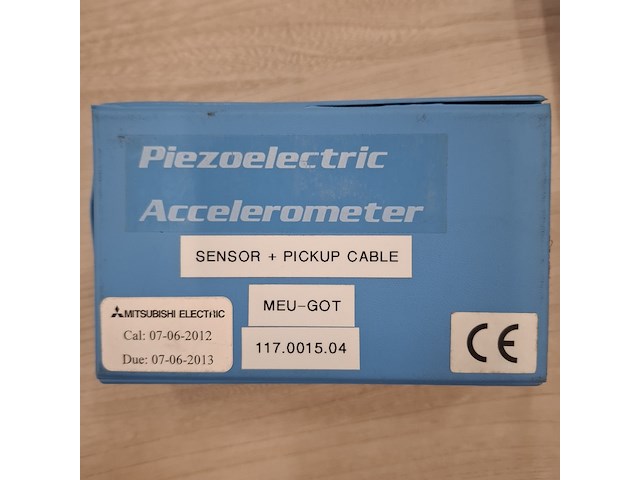 Piezoelectric
Accelerometer
SENSOR + PICKUP CABLE
MEU-GOT
117.0015.04
MITSUBISHI ELECTRIC
Cal: 07-06-2012
Due: 07-06-2013
CE